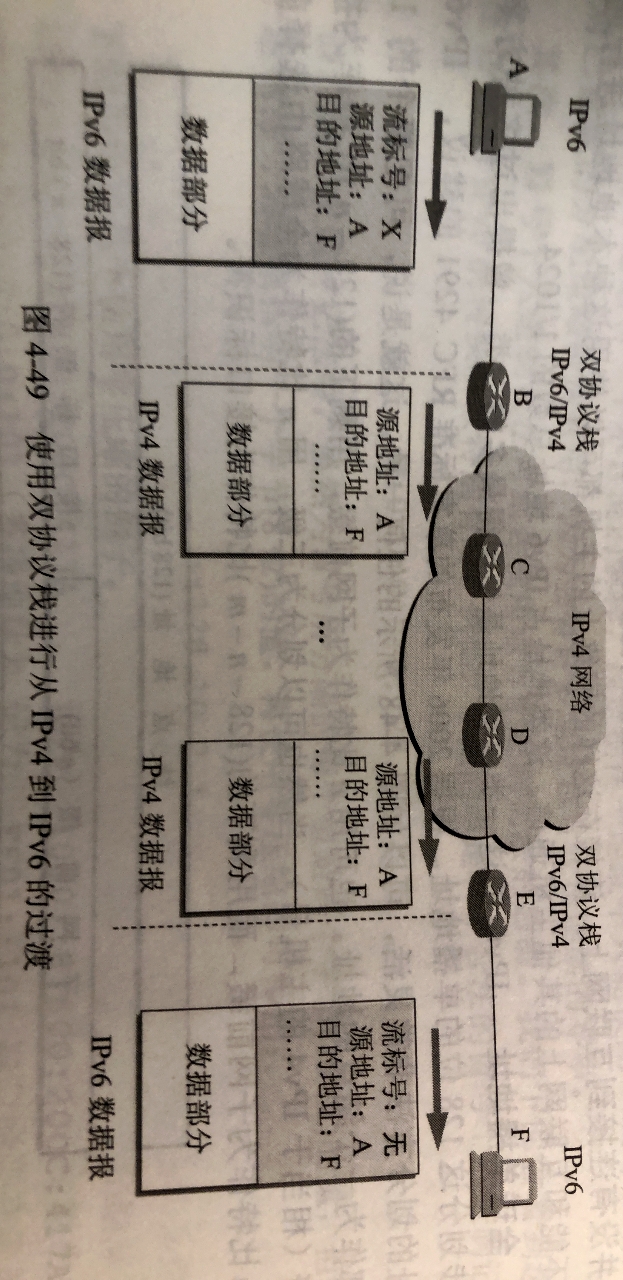 IPv6
双协议栈
IPv6/IPv4
IPv4 网络
双协议栈
IPv6/IPv4
IPv6
A
B
C
D
E
F
流标号：X
源地址：A
目的地址：F
……
数据部分
IPv6 数据报
源地址：A
目的地址：F
……
数据部分
IPv4 数据报
…
源地址：A
目的地址：F
……
数据部分
IPv4 数据报
流标号：无
源地址：A
目的地址：F
……
数据部分
IPv6 数据报
图 4-49 使用双协议栈进行从 IPv4 到 IPv6 的过渡